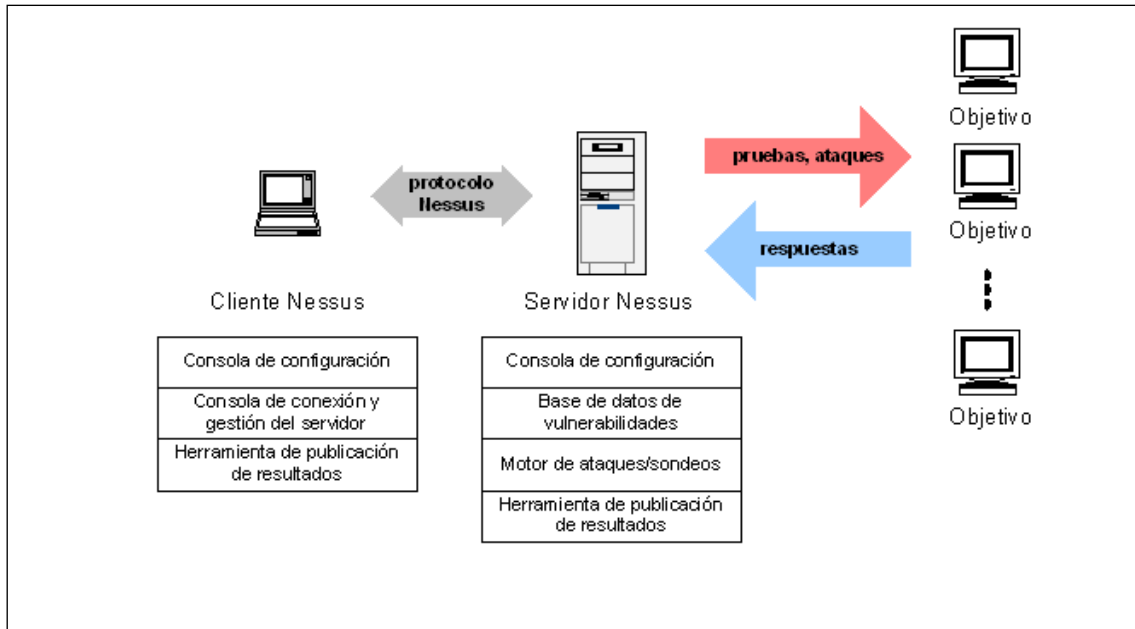 Objetivo
pruebas, ataques
protocolo
Nessus
Objetivo
respuestas
Cliente Nessus
Servidor Nessus
Consola de configuración
Consola de conexión y
gestión del servidor
Herramienta de publicación
de resultados
Consola de configuración
Base de datos de
vulnerabilidades
Motor de ataques/sondeos
Herramienta de publicación
de resultados
Objetivo